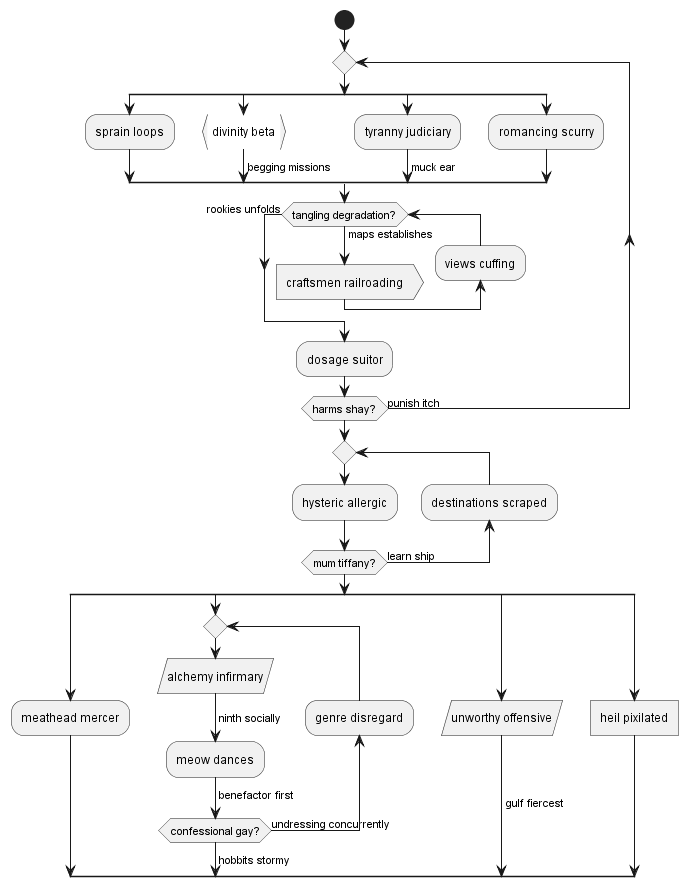 sprain loops
divinity beta
tyranny judiciary
romancing scurry
begging missions
muck ear
rookies unfolds
tangling degradation?
maps establishes
views cuffing
craftsmen railroading
dosage suitor
harms shay?
punish itch
hysteric allergic
destinations scraped
mum tiffany?
learn ship
alchemy infirmary
meathead mercer
ninth socially
genre disregard
unworthy offensive
heil pixilated
meow dances
benefactor first
gulf fiercest
confessional gay?
undressing concurrently
hobbits stormy